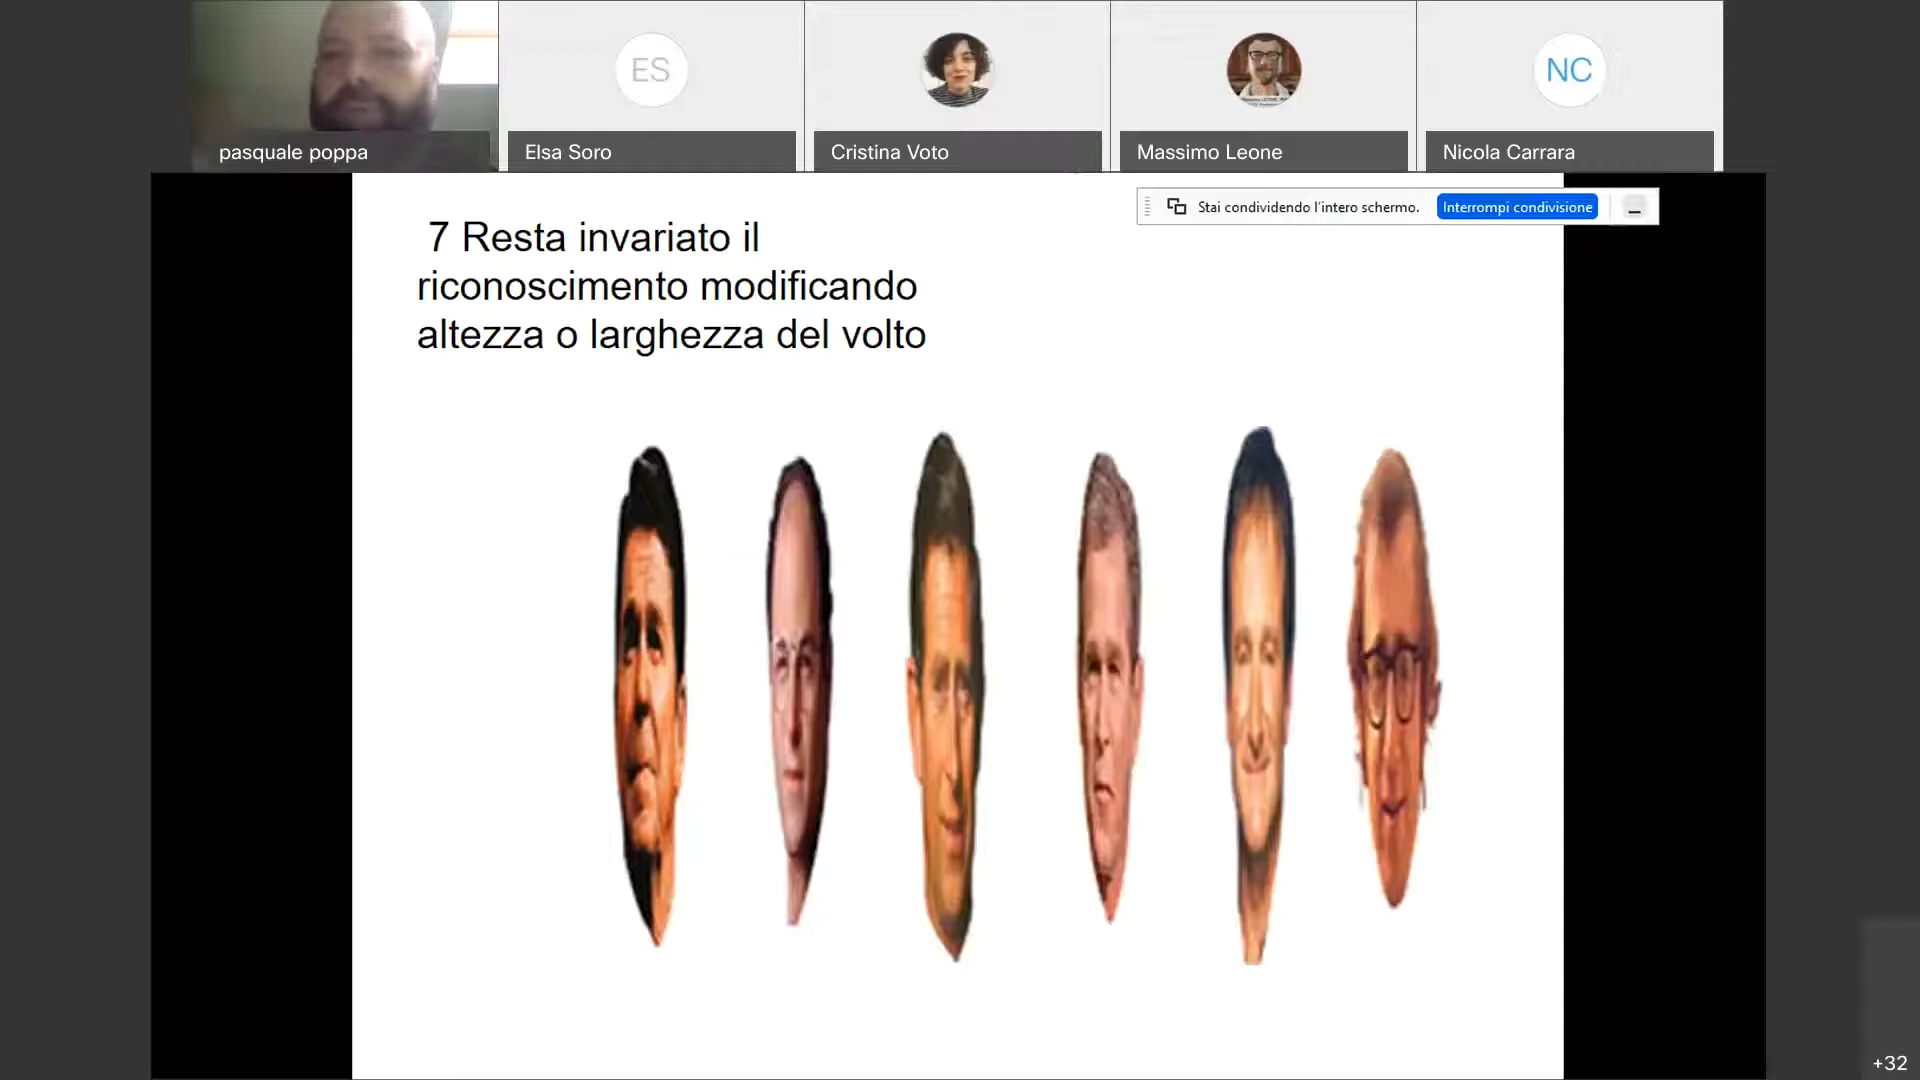 ES
NC
pasquale poppa
Elsa Soro
Cristina Voto
Massimo Leone
Nicola Carrara
Stai condividendo l'intero schermo.
Interrompi condivisione
7 Resta invariato il
riconoscimento modificando
altezza o larghezza del volto
+32